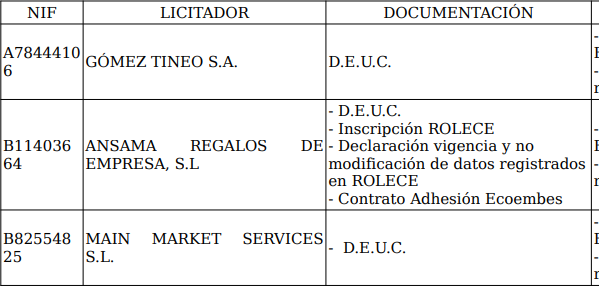 NIF LICITADOR DOCUMENTACIÓN
A7844410
6
GÓMEZ TINEO S.A.
D.E.U.C.
-
-
B114036
64
ANSAMA REGALOS DE
EMPRESA, S.L
- D.E.U.C.
- Inscripción ROLECE
- Declaración vigencia y no
modificación de datos registrados
en ROLECE
- Contrato Adhesión Ecoembes
-
-
B825548
25
MAIN MARKET SERVICES
S.L.
- D.E.U.C.
-
-